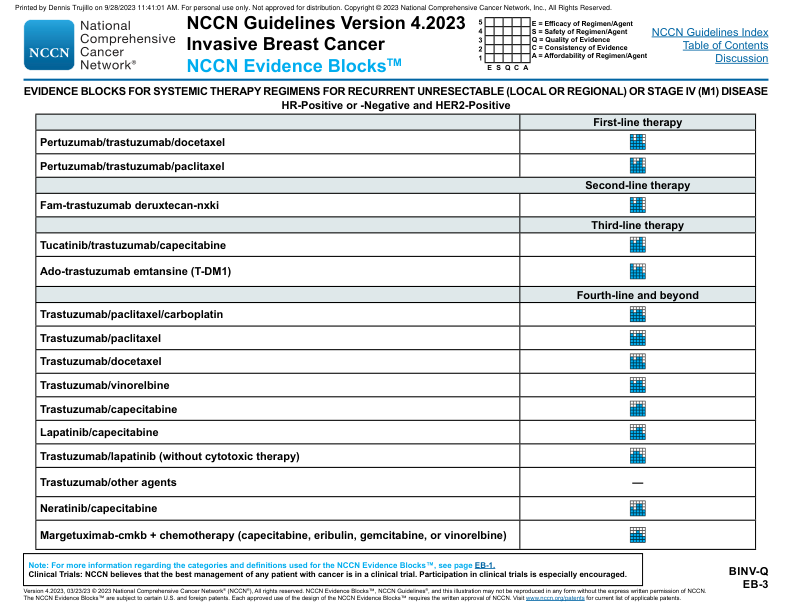 Printed by Dennis Trujillo on 9/28/2023 11:41:01 AM. For personal use only. Not approved for distribution. Copyright © 2023 National Comprehensive Cancer Network, Inc., All Rights Reserved.
NCCN
National
Comprehensive
Cancer
Network®
NCCN Guidelines Version 4.2023
Invasive Breast Cancer
NCCN Evidence Blocks™
5
4
3
2
1
E S Q C A
E = Efficacy of Regimen/Agent
S = Safety of Regimen/Agent
Q = Quality of Evidence
C = Consistency of Evidence
A = Affordability of Regimen/Agent
NCCN Guidelines Index
Table of Contents
Discussion
EVIDENCE BLOCKS FOR SYSTEMIC THERAPY REGIMENS FOR RECURRENT UNRESECTABLE (LOCAL OR REGIONAL) OR STAGE IV (M1) DISEASE
HR-Positive or -Negative and HER2-Positive
First-line therapy
Pertuzumab/trastuzumab/docetaxel
Pertuzumab/trastuzumab/paclitaxel
Second-line therapy
Fam-trastuzumab deruxtecan-nxki
Third-line therapy
Tucatinib/trastuzumab/capecitabine
Ado-trastuzumab emtansine (T-DM1)
Fourth-line and beyond
Trastuzumab/paclitaxel/carboplatin
Trastuzumab/paclitaxel
Trastuzumab/docetaxel
Trastuzumab/vinorelbine
Trastuzumab/capecitabine
Lapatinib/capecitabine
Trastuzumab/lapatinib (without cytotoxic therapy)
Trastuzumab/other agents —
Neratinib/capecitabine
Margetuximab-cmkb + chemotherapy (capecitabine, eribulin, gemcitabine, or vinorelbine)
Note: For more information regarding the categories and definitions used for the NCCN Evidence Blocks™, see page EB-1.
Clinical Trials: NCCN believes that the best management of any patient with cancer is in a clinical trial. Participation in clinical trials is especially encouraged.
BINV-Q
EB-3
Version 4.2023, 03/23/23 © 2023 National Comprehensive Cancer Network® (NCCN®), All rights reserved. NCCN Evidence Blocks™, NCCN Guidelines®, and this illustration may not be reproduced in any form without the express written permission of NCCN.
The NCCN Evidence Blocks™ are subject to certain U.S. and foreign patents. Each approved use of the design of the NCCN Evidence Blocks™ requires the written approval of NCCN. Visit www.nccn.org/patents for current list of applicable patents.